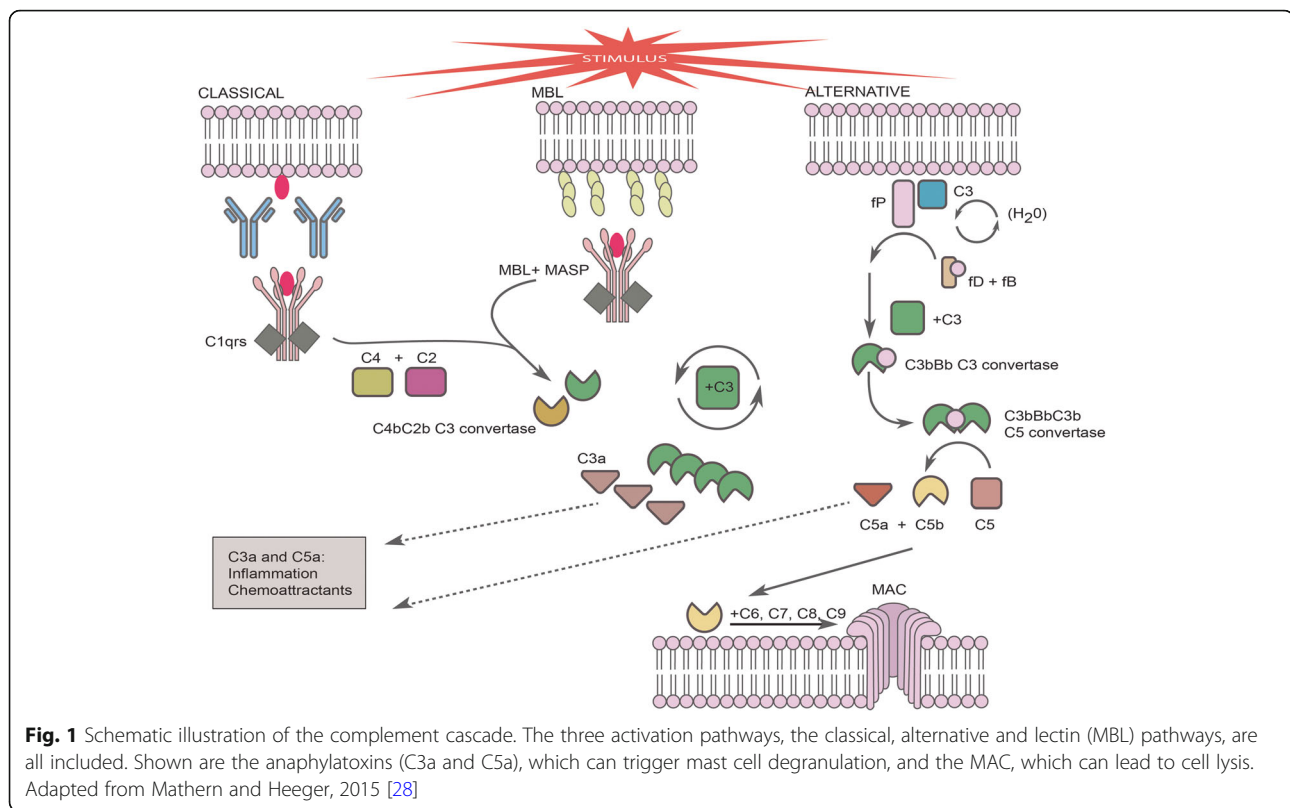 STIMULUS
CLASSICAL
MBL
ALTERNATIVE
fP
C3
(H20)
fD + fB
MBL+ MASP
+C3
C1qrs
C4 + C2
C3bBb C3 convertase
+C3
C4bC2b C3 convertase
C3bBbC3b
C5 convertase
C3a
C5a + C5b
C5
C3a and C5a:
Inflammation
Chemoattractants
MAC
+C6, C7, C8, C9
Fig. 1 Schematic illustration of the complement cascade. The three activation pathways, the classical, alternative and lectin (MBL) pathways, are
all included. Shown are the anaphylatoxins (C3a and C5a), which can trigger mast cell degranulation, and the MAC, which can lead to cell lysis.
Adapted from Mathern and Heeger, 2015 [28]